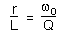 r/L = ω₀/Q